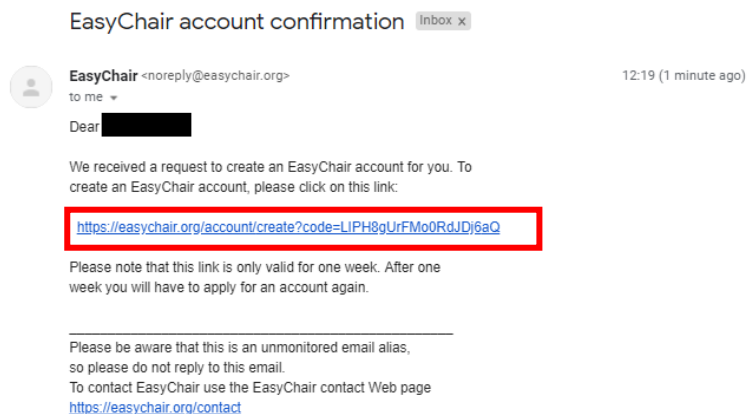 EasyChair account confirmation Inbox x
EasyChair <noreply@easychair.org> 12:19 (1 minute ago)
to me
Dear
We received a request to create an EasyChair account for you. To
create an EasyChair account, please click on this link:
https://easychair.org/account/create?code=LIPH8gUrFMo0RdJDj6aQ
Please note that this link is only valid for one week. After one
week you will have to apply for an account again.
Please be aware that this is an unmonitored email alias,
so please do not reply to this email.
To contact EasyChair use the EasyChair contact Web page
https://easychair.org/contact